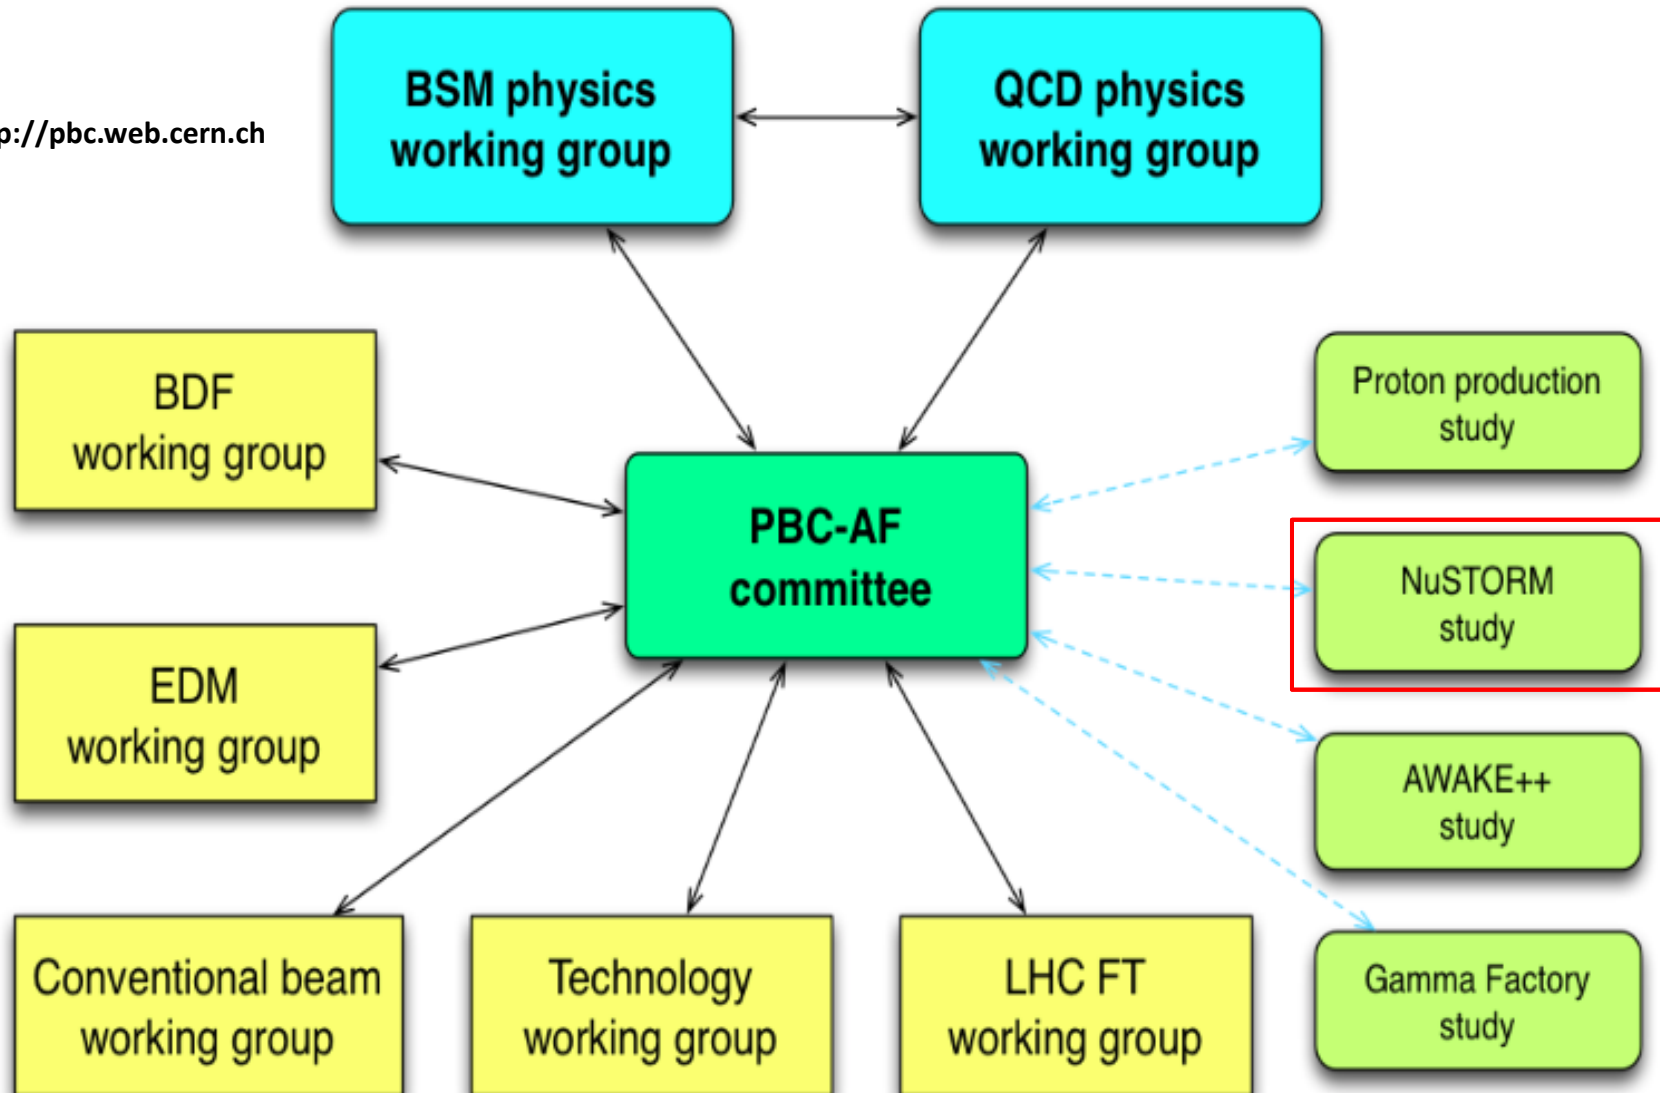 BSM physics
working group
QCD physics
working group
p://pbc.web.cern.ch
BDF
working group
Proton production
study
PBC-AF
committee
NuSTORM
study
EDM
working group
AWAKE++
study
Conventional beam
working group
Technology
working group
LHC FT
working group
Gamma Factory
study